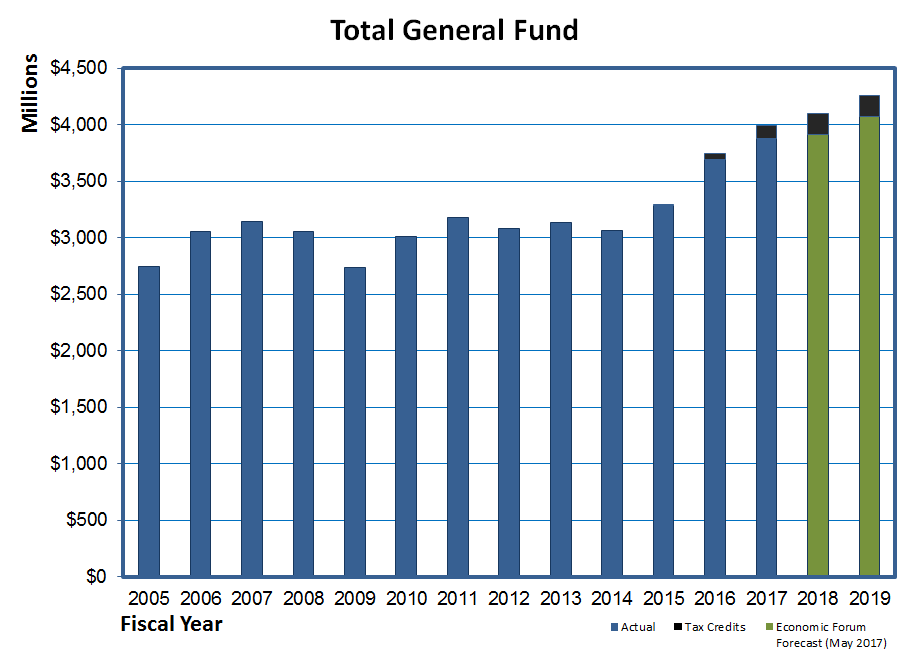 Total General Fund
Millions
$4,500
$4,000
$3,500
$3,000
$2,500
$2,000
$1,500
$1,000
$500
$0
2005 2006 2007 2008 2009 2010 2011 2012 2013 2014 2015 2016 2017 2018 2019
Fiscal Year
Actual Tax Credits Economic Forum
Forecast (May 2017)